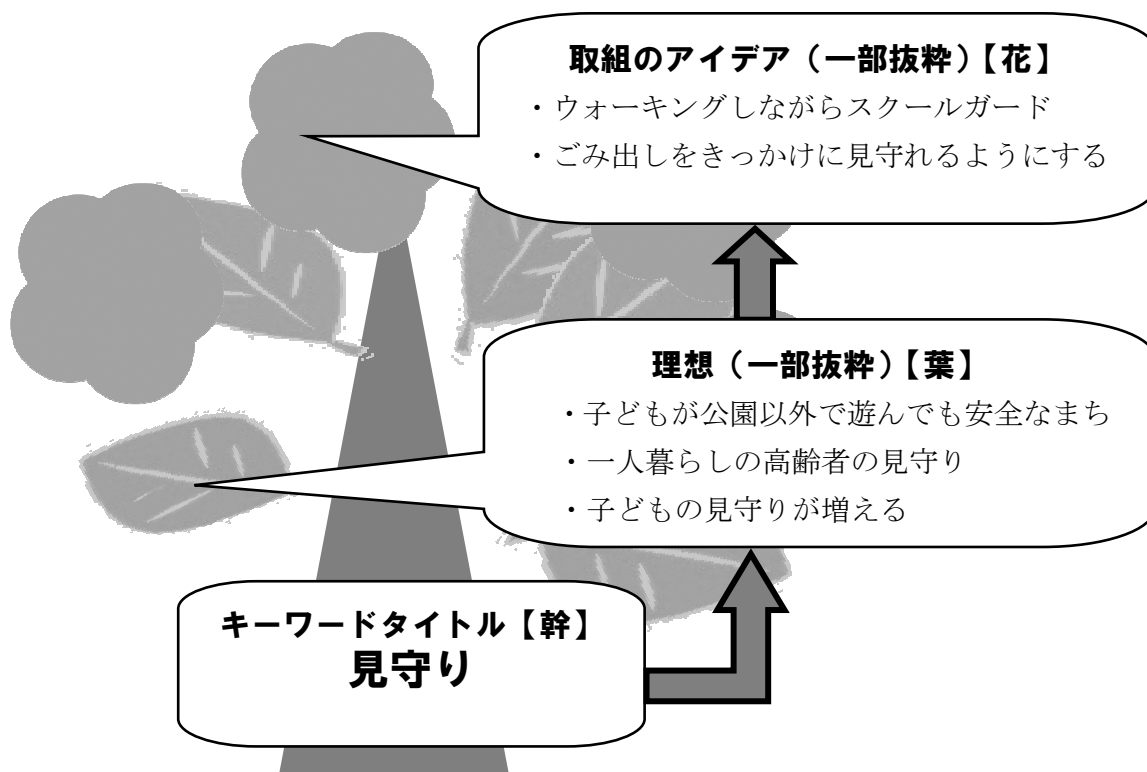 取組のアイデア（一部抜粋）【花】
・ウォーキングしながらスクールガード
・ごみ出しをきっかけに見守れるようにする
理想（一部抜粋）【葉】
・子どもが公園以外で遊んでも安全なまち
・一人暮らしの高齢者の見守り
・子どもの見守りが増える
キーワードタイトル【幹】
見守り